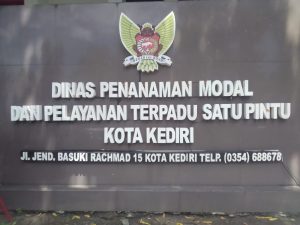 DINAS PENANAMAN MODAL
DAN PELAYANAN TERPADU SATU PINTU
KOTA KEDIRI
JL. JEND. BASUKI RACHMAD 15 KOTA KEDIRI TELP. (0354) 688678